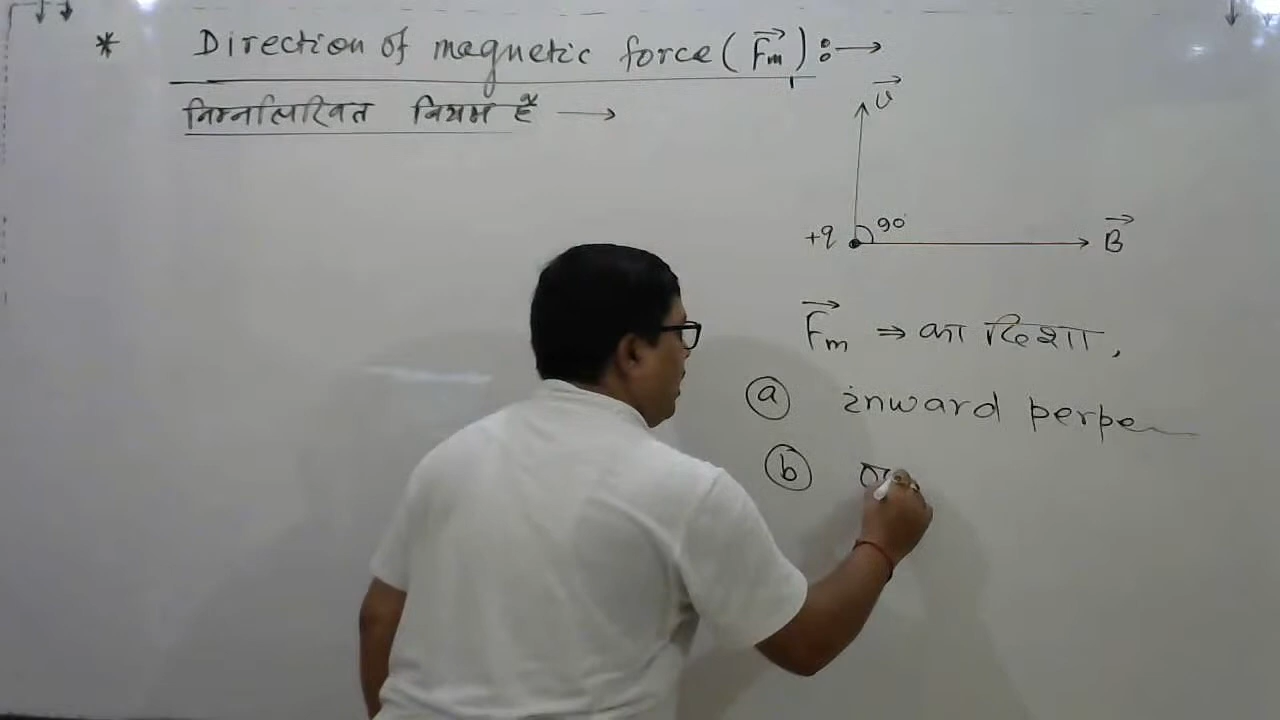 * Direction of magnetic force (F⃗m) :→
निम्नलिखित नियम हैं →
v⃗
+q 90° B⃗
F⃗m ⇒ का दिशा,
(a) inward perpe
(b)